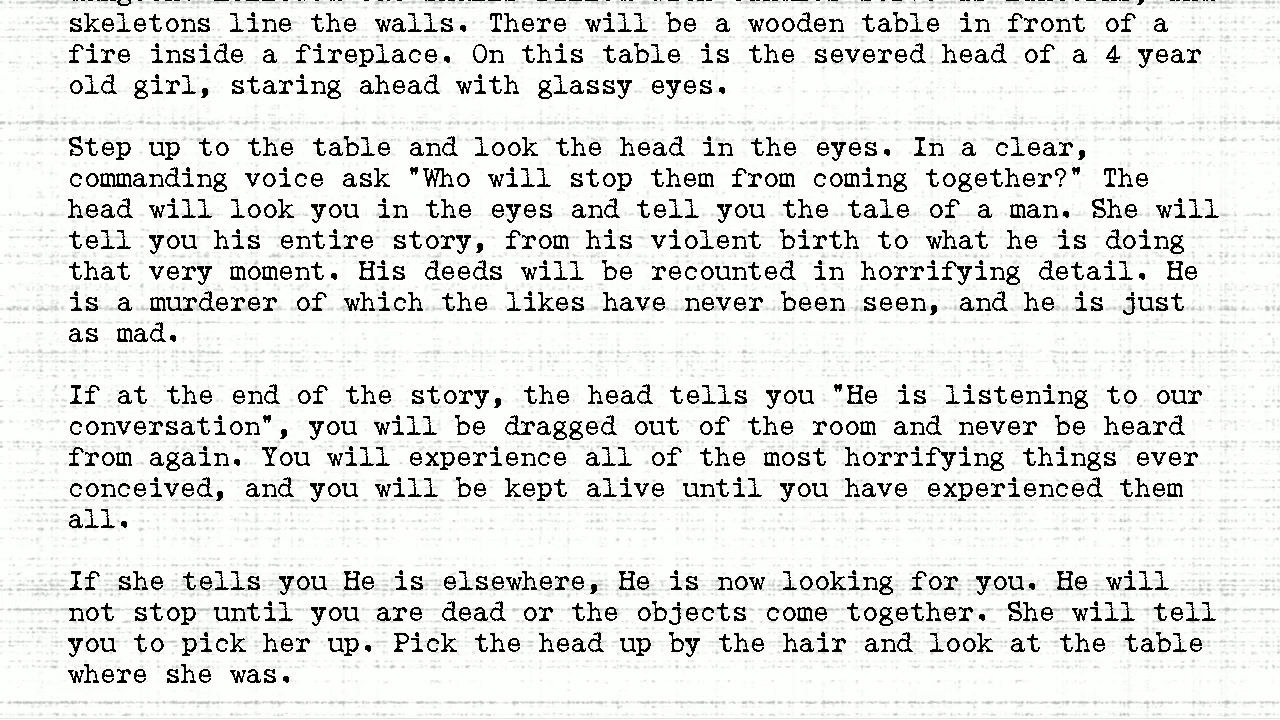 skeletons line the walls. There will be a wooden table in front of a
fire inside a fireplace. On this table is the severed head of a 4 year
old girl, staring ahead with glassy eyes.
Step up to the table and look the head in the eyes. In a clear,
commanding voice ask "Who will stop them from coming together?" The
head will look you in the eyes and tell you the tale of a man. She will
tell you his entire story, from his violent birth to what he is doing
that very moment. His deeds will be recounted in horrifying detail. He
is a murderer of which the likes have never been seen, and he is just
as mad.
If at the end of the story, the head tells you "He is listening to our
conversation", you will be dragged out of the room and never be heard
from again. You will experience all of the most horrifying things ever
conceived, and you will be kept alive until you have experienced them
all.
If she tells you He is elsewhere, He is now looking for you. He will
not stop until you are dead or the objects come together. She will tell
you to pick her up. Pick the head up by the hair and look at the table
where she was.